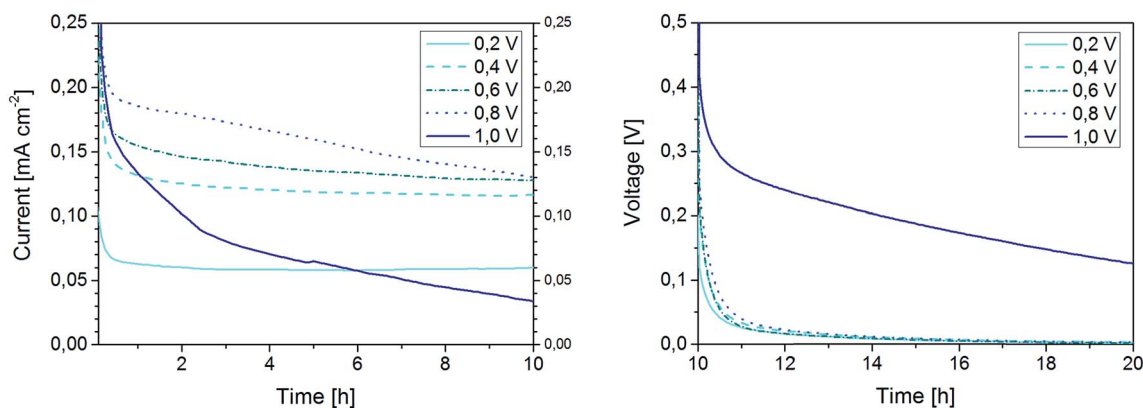 0,25
0,20
0,15
0,10
0,05
0,00
Current [mA cm⁻²]
2
4
6
8
10
Time [h]
0,25
0,20
0,15
0,10
0,05
0,00
0,2 V
0,4 V
0,6 V
0,8 V
1,0 V
0,5
0,4
0,3
0,2
0,1
0,0
Voltage [V]
10
12
14
16
18
20
Time [h]
0,2 V
0,4 V
0,6 V
0,8 V
1,0 V